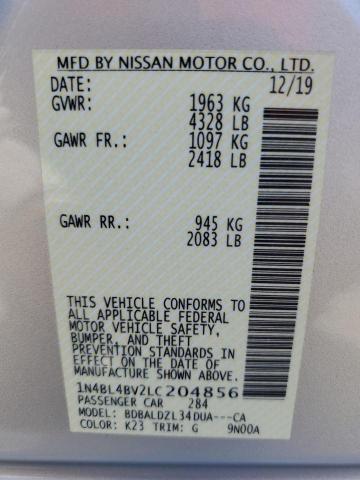 MFD BY NISSAN MOTOR CO., LTD.
DATE: 12/19
GVWR: 1963 KG
4328 LB
GAWR FR.: 1097 KG
2418 LB
GAWR RR.: 945 KG
2083 LB
THIS VEHICLE CONFORMS TO
ALL APPLICABLE FEDERAL
MOTOR VEHICLE SAFETY,
BUMPER, AND THEFT
PREVENTION STANDARDS
IN EFFECT ON THE DATE OF
MANUFACTURE SHOWN ABOVE.
1N4BL4BV2LC204856
PASSENGER CAR 284
MODEL: BDBALDZL34DUA---CA
COLOR: K23 TRIM: G 9N00A